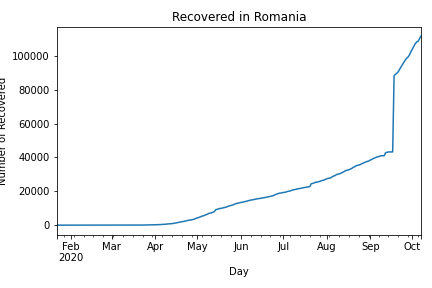 Recovered in Romania
Number of Recovered
100000
80000
60000
40000
20000
0
Feb Mar Apr May Jun Jul Aug Sep Oct
2020
Day